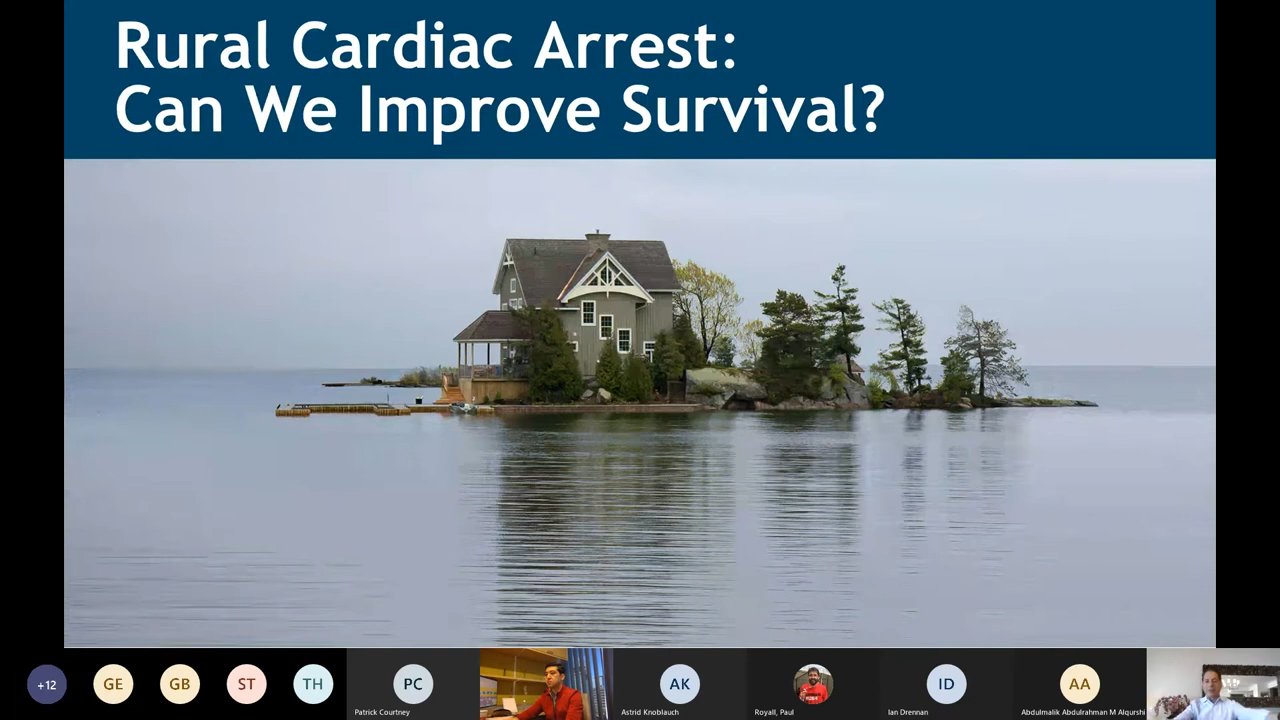 Rural Cardiac Arrest:
Can We Improve Survival?
+12
GE
GB
ST
TH
PC
Patrick Courtney
AK
Astrid Knoblauch
Royall, Paul
ID
Ian Drennan
AA
Abdulmalik Abdulrahman M Alqurshi